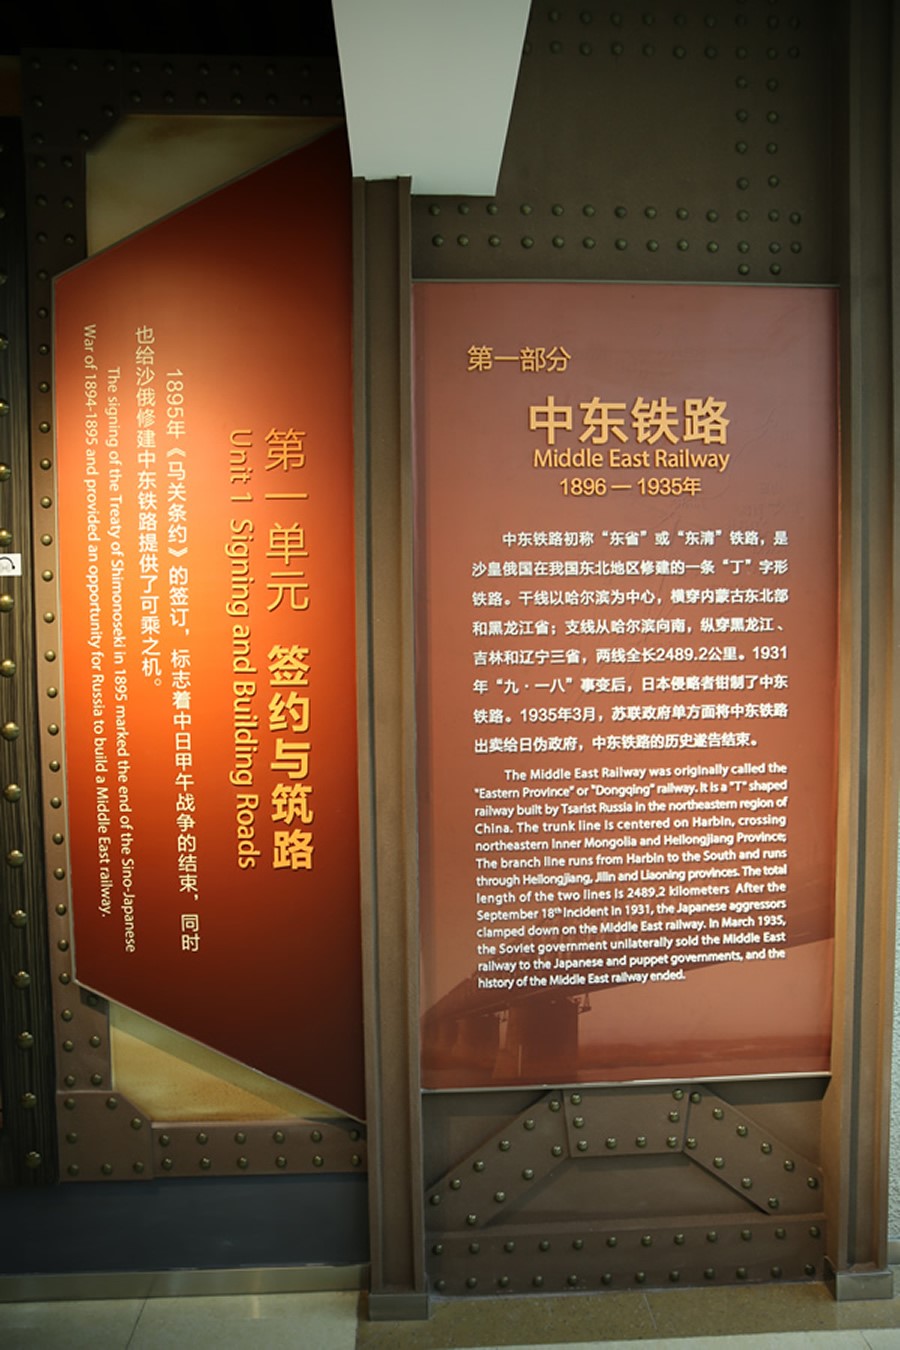 第一单元 签约与筑路
Unit 1 Signing and Building Roads
1895年《马关条约》的签订，标志着中日甲午战争的结束，同时
也给沙俄修建中东铁路提供了可乘之机。
The signing of the Treaty of Shimonoseki in 1895 marked the end of the Sino-Japanese
War of 1894-1895 and provided an opportunity for Russia to build a Middle East railway.
第一部分
中东铁路
Middle East Railway
1896 — 1935年
中东铁路初称“东省”或“东清”铁路，是
沙皇俄国在我国东北地区修建的一条“丁”字形
铁路。干线以哈尔滨为中心，横穿内蒙古东北部
和黑龙江省；支线从哈尔滨向南，纵穿黑龙江、
吉林和辽宁三省，两线全长2489.2公里。1931
年“九·一八”事变后，日本侵略者钳制了中东
铁路。1935年3月，苏联政府单方面将中东铁路
出卖给日伪政府，中东铁路的历史遂告结束。
The Middle East Railway was originally called the
"Eastern Province" or "Dongqing" railway. It is a "T" shaped
railway built by Tsarist Russia in the northeastern region of
China. The trunk line is centered on Harbin, crossing
northeastern Inner Mongolia and Heilongjiang Province;
The branch line runs from Harbin to the South and runs
through Heilongjiang, Jilin and Liaoning provinces. The total
length of the two lines is 2489.2 kilometers After the
September 18th Incident in 1931, the Japanese aggressors
clamped down on the Middle East railway. In March 1935,
the Soviet government unilaterally sold the Middle East
railway to the Japanese and puppet governments, and the
history of the Middle East railway ended.